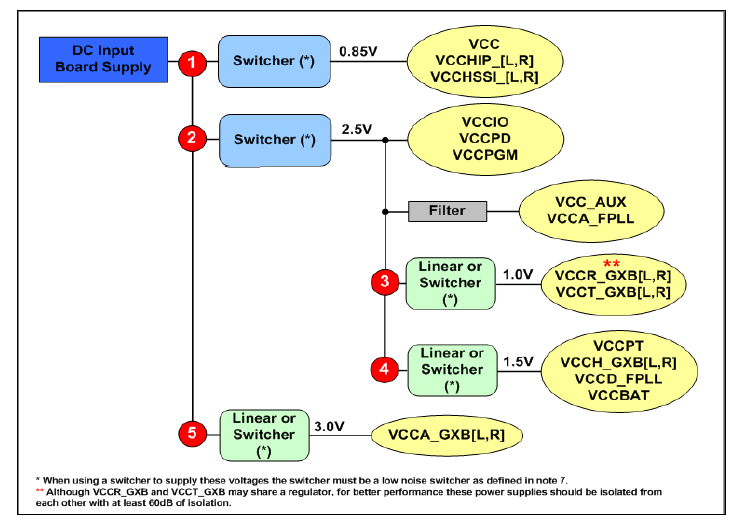 DC Input
Board Supply
1
Switcher (*)
0.85V
VCC
VCCHIP_[L,R]
VCCHSSI_[L,R]
2
Switcher (*)
2.5V
VCCIO
VCCPD
VCCPGM
Filter
VCC_AUX
VCCA_FPLL
3
Linear or
Switcher
(*)
1.0V
**
VCCR_GXB[L,R]
VCCT_GXB[L,R]
4
Linear or
Switcher
(*)
1.5V
VCCPT
VCCH_GXB[L,R]
VCCD_FPLL
VCCBAT
5
Linear or
Switcher
(*)
3.0V
VCCA_GXB[L,R]
* When using a switcher to supply these voltages the switcher must be a low noise switcher as defined in note 7.
** Although VCCR_GXB and VCCT_GXB may share a regulator, for better performance these power supplies should be isolated from
each other with at least 60dB of isolation.